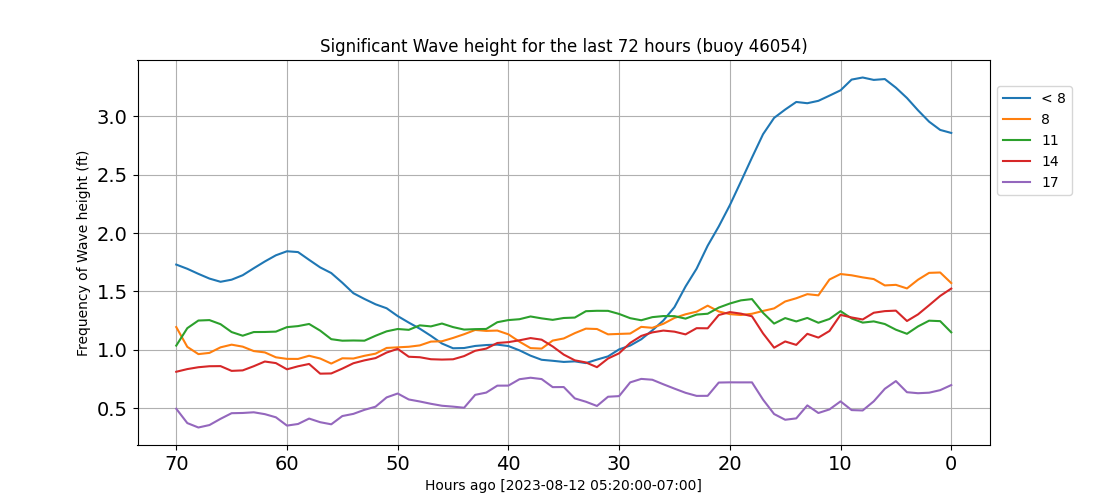 Significant Wave height for the last 72 hours (buoy 46054)
Frequency of Wave height (ft)
3.0
2.5
2.0
1.5
1.0
0.5
70 60 50 40 30 20 10 0
Hours ago [2023-08-12 05:20:00-07:00]
< 8
8
11
14
17